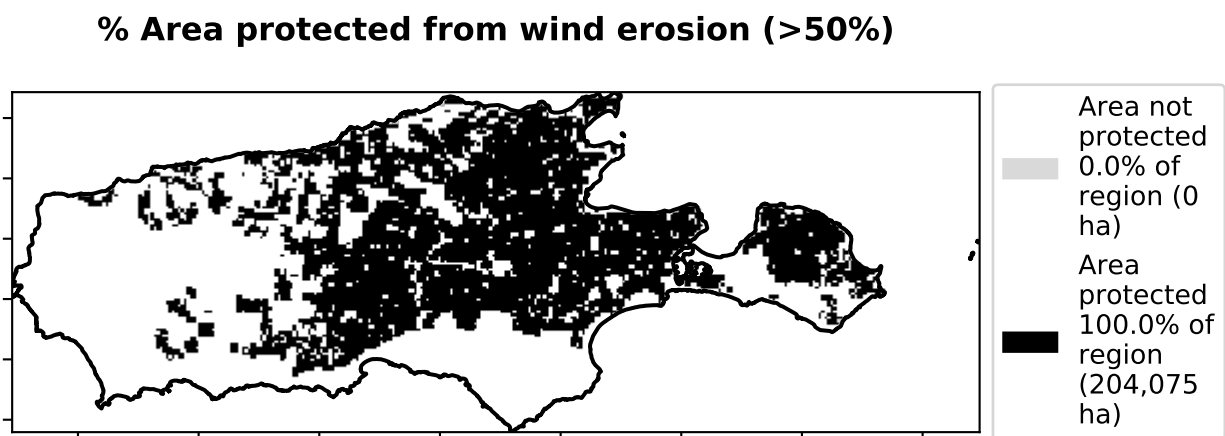 % Area protected from wind erosion (>50%)
Area not
protected
0.0% of
region (0
ha)
Area
protected
100.0% of
region
(204,075
ha)